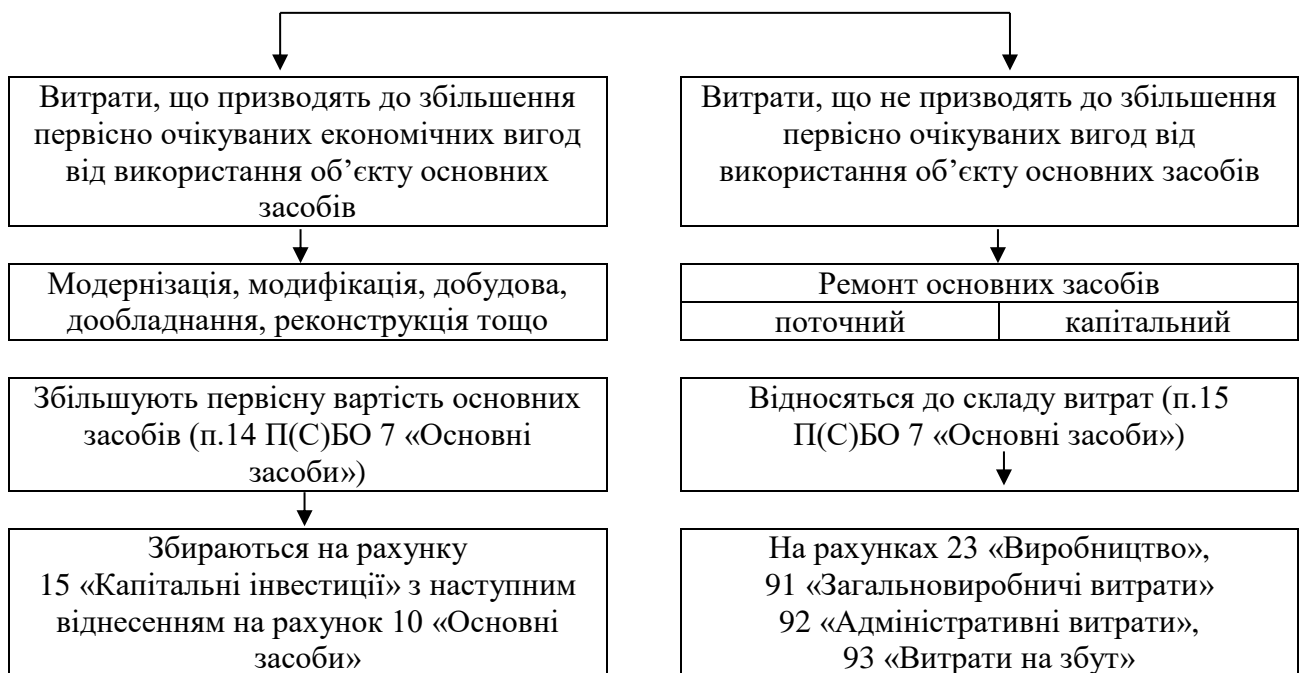 Витрати, що призводять до збільшення
первісно очікуваних економічних вигод
від використання об’єкту основних
засобів
Витрати, що не призводять до збільшення
первісно очікуваних вигод від
використання об’єкту основних засобів
Модернізація, модифікація, добудова,
дообладнання, реконструкція тощо
Ремонт основних засобів
поточний
капітальний
Збільшують первісну вартість основних
засобів (п.14 П(С)БО 7 «Основні
засоби»)
Відносяться до складу витрат (п.15
П(С)БО 7 «Основні засоби»)
Збираються на рахунку
15 «Капітальні інвестиції» з наступним
віднесенням на рахунок 10 «Основні
засоби»
На рахунках 23 «Виробництво»,
91 «Загальновиробничі витрати»
92 «Адміністративні витрати»,
93 «Витрати на збут»